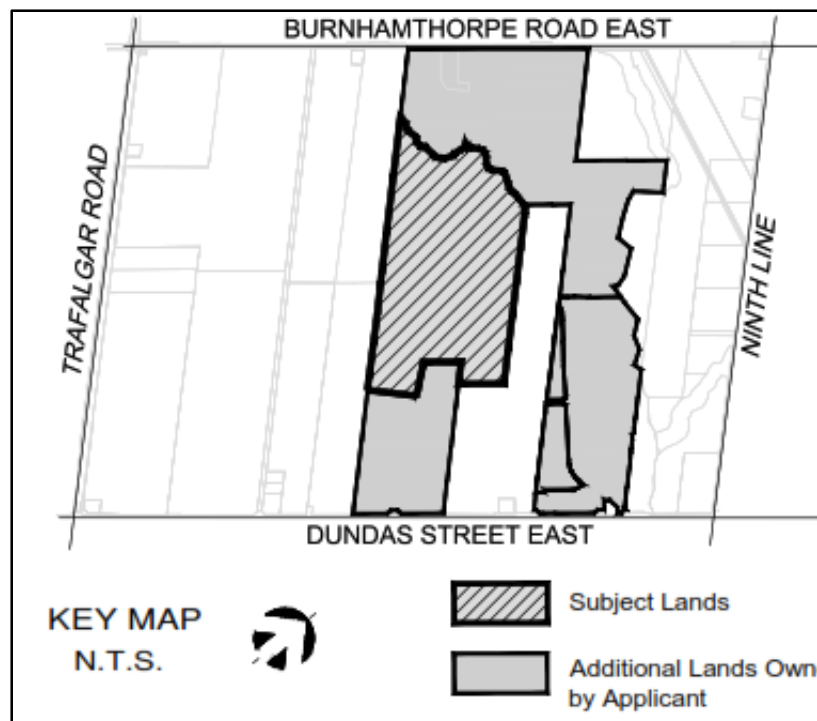 BURNHAMTHORPE ROAD EAST
TRAFALGAR ROAD
NINTH LINE
DUNDAS STREET EAST
KEY MAP
N.T.S.
Subject Lands
Additional Lands Own
by Applicant